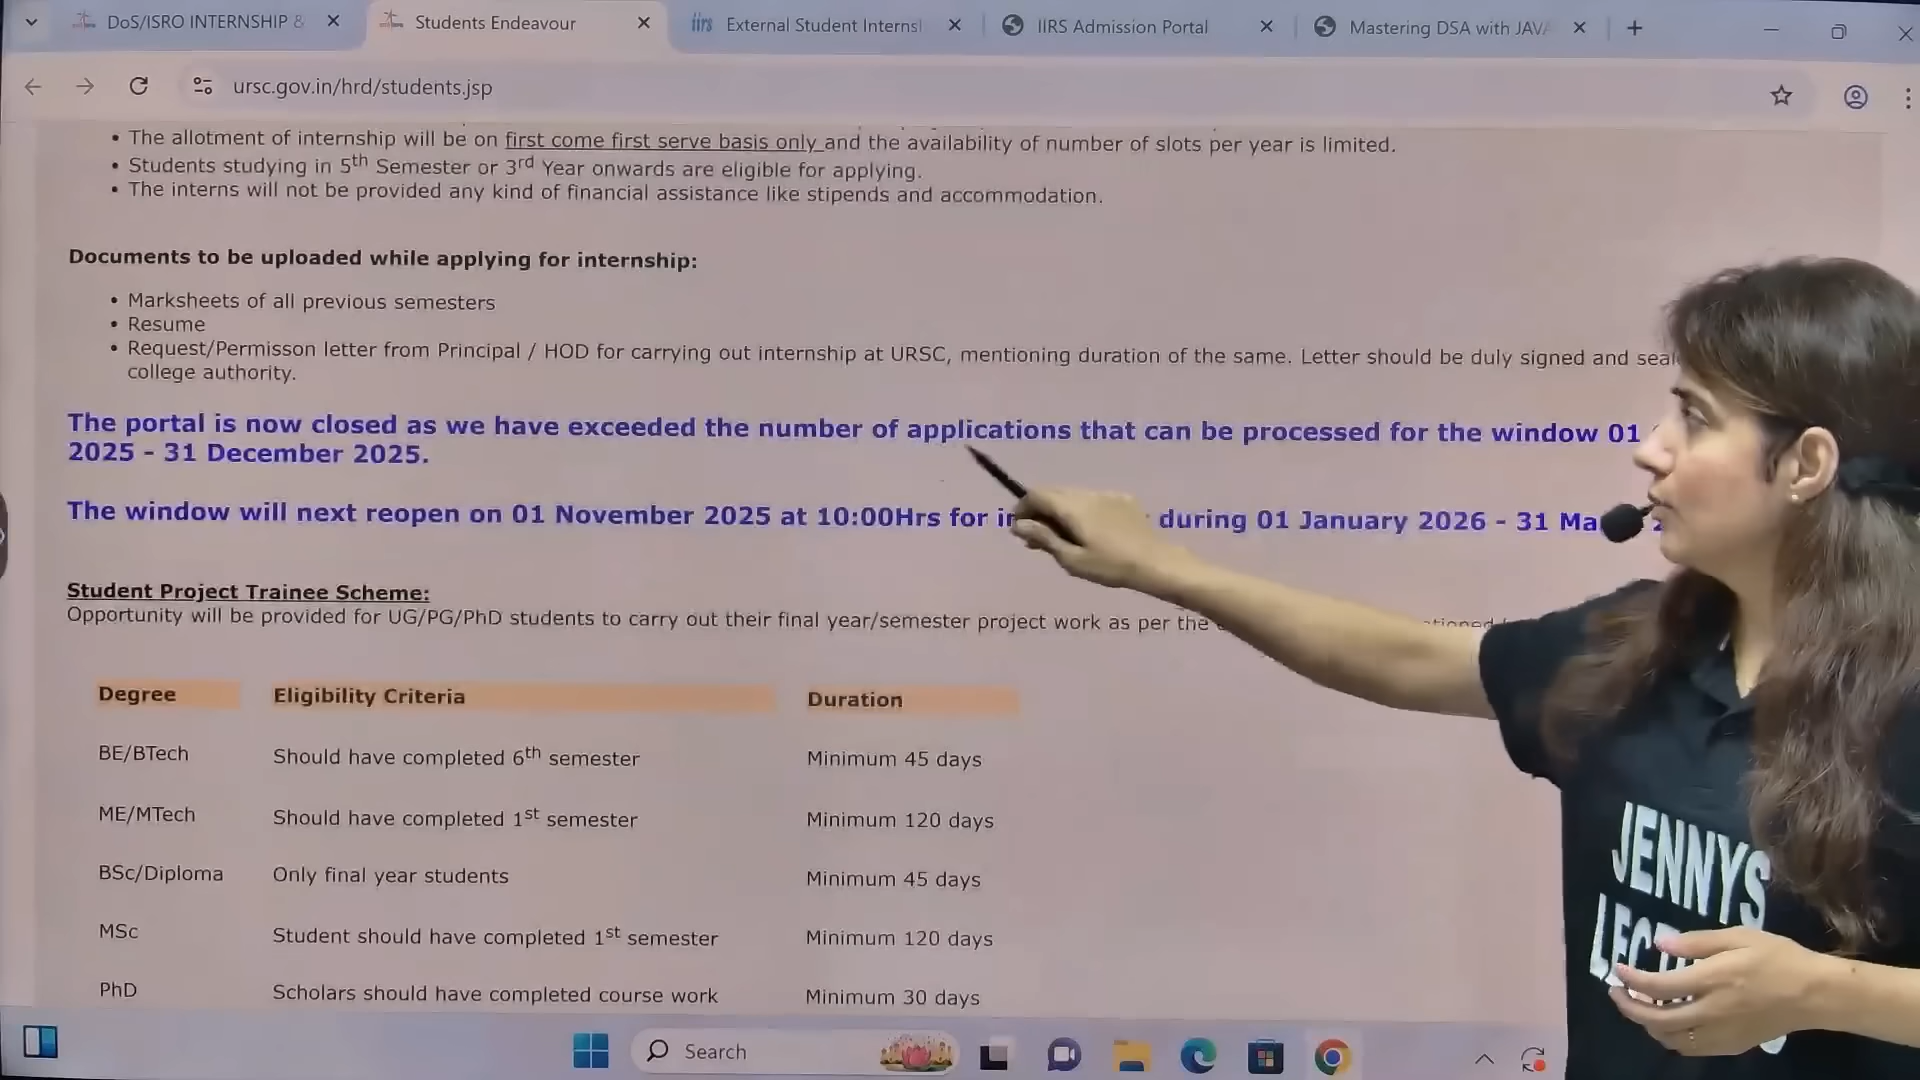 DoS/ISRO INTERNSHIP &
Students Endeavour
External Student Internsl
IIRS Admission Portal
Mastering DSA with JAVA
ursc.gov.in/hrd/students.jsp
• The allotment of internship will be on first come first serve basis only and the availability of number of slots per year is limited.
• Students studying in 5th Semester or 3rd Year onwards are eligible for applying.
• The interns will not be provided any kind of financial assistance like stipends and accommodation.
Documents to be uploaded while applying for internship:
• Marksheets of all previous semesters
• Resume
• Request/Permisson letter from Principal / HOD for carrying out internship at URSC, mentioning duration of the same. Letter should be duly signed and
college authority.
The portal is now closed as we have exceeded the number of applications that can be processed for the window 01
2025 - 31 December 2025.
The window will next reopen on 01 November 2025 at 10:00Hrs for during 01 January 2026 - 31
Student Project Trainee Scheme:
Opportunity will be provided for UG/PG/PhD students to carry out their final year/semester project work as per the
Degree Eligibility Criteria Duration
BE/BTech Should have completed 6th semester Minimum 45 days
ME/MTech Should have completed 1st semester Minimum 120 days
BSc/Diploma Only final year students Minimum 45 days
MSc Student should have completed 1st semester Minimum 120 days
PhD Scholars should have completed course work Minimum 30 days
JENNYS
Search